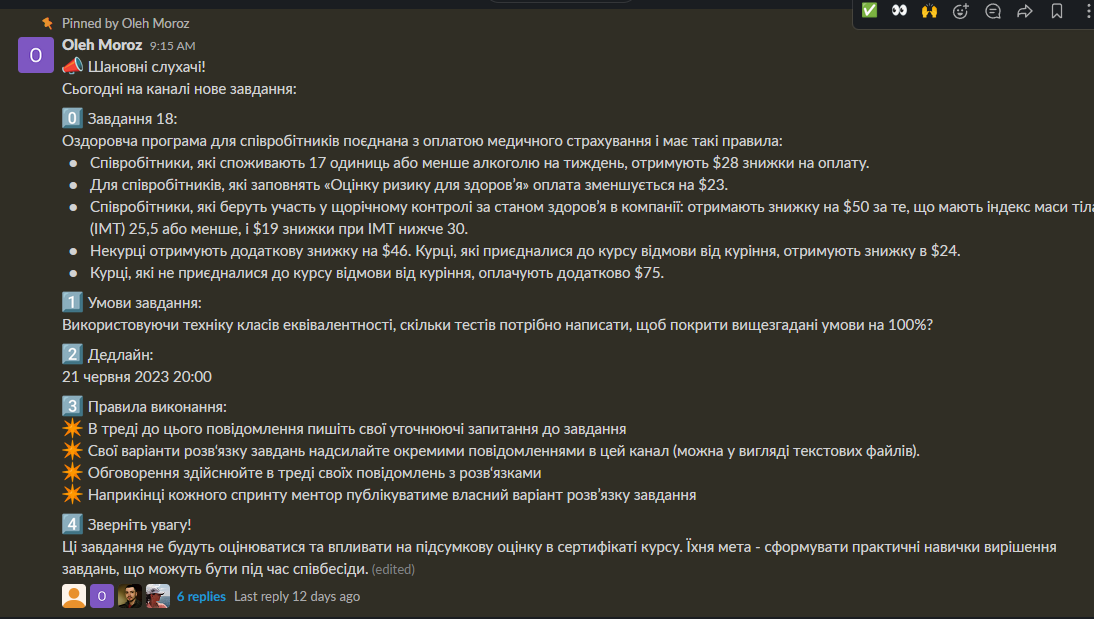 Pinned by Oleh Moroz
O
Oleh Moroz 9:15 AM
Шановні слухачі!
Сьогодні на каналі нове завдання:
0 Завдання 18:
Оздоровча програма для співробітників поєднана з оплатою медичного страхування і має такі правила:
● Співробітники, які споживають 17 одиниць або менше алкоголю на тиждень, отримують $28 знижки на оплату.
● Для співробітників, які заповнять «Оцінку ризику для здоров’я» оплата зменшується на $23.
● Співробітники, які беруть участь у щорічному контролі за станом здоров’я в компанії: отримають знижку на $50 за те, що мають індекс маси тіла
(ІМТ) 25,5 або менше, і $19 знижки при ІМТ нижче 30.
● Некурці отримують додаткову знижку на $46. Курці, які приєдналися до курсу відмови від куріння, отримують знижку в $24.
● Курці, які не приєдналися до курсу відмови від куріння, оплачують додатково $75.
1 Умови завдання:
Використовуючи техніку класів еквівалентності, скільки тестів потрібно написати, щоб покрити вищезгадані умови на 100%?
2 Дедлайн:
21 червня 2023 20:00
3 Правила виконання:
В треді до цього повідомлення пишіть свої уточнюючі запитання до завдання
Свої варіанти розв‘язку завдань надсилайте окремими повідомленнями в цей канал (можна у вигляді текстових файлів).
Обговорення здійснюйте в треді своїх повідомлень з розв‘язками
Наприкінці кожного спринту ментор публікуватиме власний варіант розв’язку завдання
4 Зверніть увагу!
Ці завдання не будуть оцінюватися та впливати на підсумкову оцінку в сертифікаті курсу. Їхня мета - сформувати практичні навички вирішення
завдань, що можуть бути під час співбесіди. (edited)
O 6 replies Last reply 12 days ago